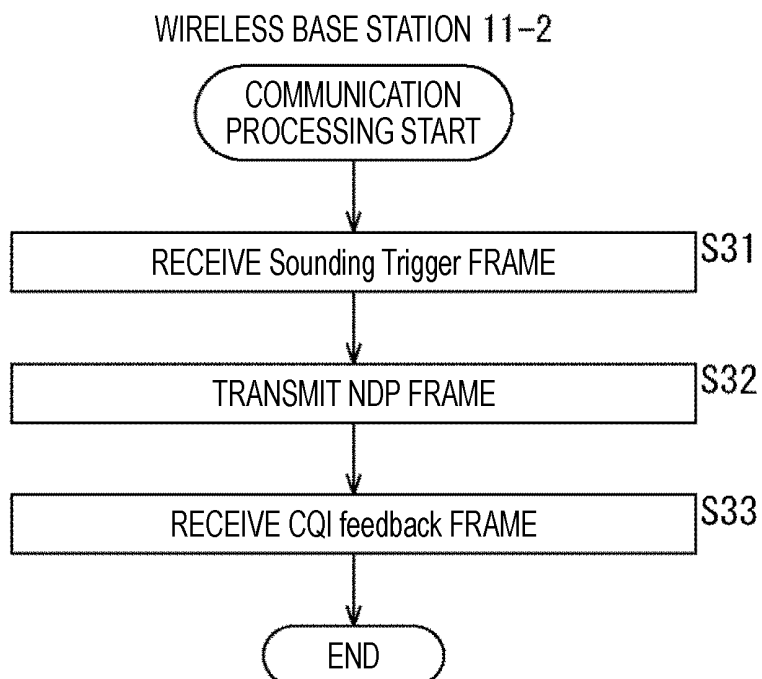 WIRELESS BASE STATION 11-2
COMMUNICATION
PROCESSING START
RECEIVE Sounding Trigger FRAME
S31
TRANSMIT NDP FRAME
S32
RECEIVE CQI feedback FRAME
S33
END